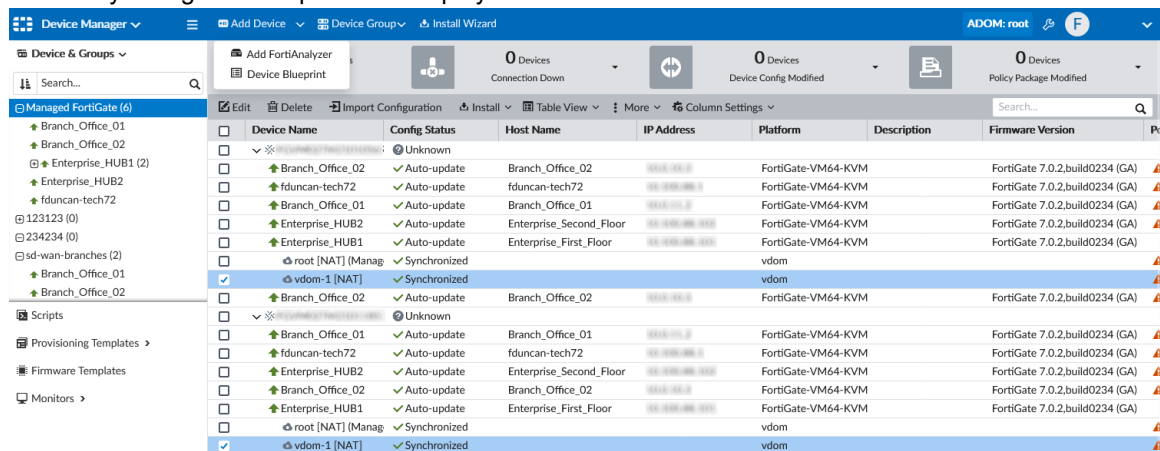 Device Manager
Add Device
Device Group
Install Wizard
ADOM: root
F
Device & Groups
Search...
Add FortiAnalyzer
Device Blueprint
0 Devices
Connection Down
0 Devices
Device Config Modified
0 Devices
Policy Package Modified
Managed FortiGate (6)
Branch_Office_01
Branch_Office_02
Enterprise_HUB1 (2)
Enterprise_HUB2
fduncan-tech72
123123 (0)
234234 (0)
sd-wan-branches (2)
Branch_Office_01
Branch_Office_02
Scripts
Provisioning Templates
Firmware Templates
Monitors
Edit Delete Import Configuration Install Table View More Column Settings Search...
Device Name Config Status Host Name IP Address Platform Description Firmware Version
Unknown
Branch_Office_02 Auto-update Branch_Office_02 FortiGate-VM64-KVM FortiGate 7.0.2,build0234 (GA)
fduncan-tech72 Auto-update fduncan-tech72 FortiGate-VM64-KVM FortiGate 7.0.2,build0234 (GA)
Branch_Office_01 Auto-update Branch_Office_01 FortiGate-VM64-KVM FortiGate 7.0.2,build0234 (GA)
Enterprise_HUB2 Auto-update Enterprise_Second_Floor FortiGate-VM64-KVM FortiGate 7.0.2,build0234 (GA)
Enterprise_HUB1 Auto-update Enterprise_First_Floor FortiGate-VM64-KVM FortiGate 7.0.2,build0234 (GA)
root [NAT] (Manag Synchronized vdom
vdom-1 [NAT] Synchronized vdom
Branch_Office_02 Auto-update Branch_Office_02 FortiGate-VM64-KVM FortiGate 7.0.2,build0234 (GA)
Unknown
Branch_Office_01 Auto-update Branch_Office_01 FortiGate-VM64-KVM FortiGate 7.0.2,build0234 (GA)
fduncan-tech72 Auto-update fduncan-tech72 FortiGate-VM64-KVM FortiGate 7.0.2,build0234 (GA)
Enterprise_HUB2 Auto-update Enterprise_Second_Floor FortiGate-VM64-KVM FortiGate 7.0.2,build0234 (GA)
Branch_Office_02 Auto-update Branch_Office_02 FortiGate-VM64-KVM FortiGate 7.0.2,build0234 (GA)
Enterprise_HUB1 Auto-update Enterprise_First_Floor FortiGate-VM64-KVM FortiGate 7.0.2,build0234 (GA)
root [NAT] (Manag Synchronized vdom
vdom-1 [NAT] Synchronized vdom